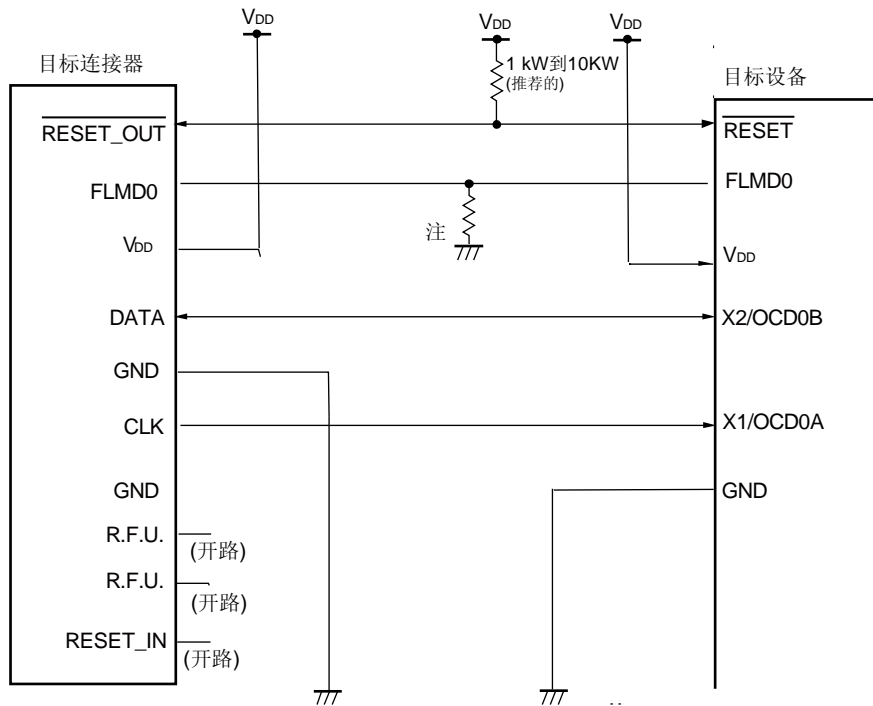 VDD
VDD
VDD
目标连接器
1 kW到10KW
(推荐的)
目标设备
RESET_OUT
RESET
FLMD0
FLMD0
注
VDD
VDD
DATA
X2/OCD0B
GND
CLK
X1/OCD0A
GND
GND
R.F.U.
(开路)
R.F.U.
(开路)
RESET_IN
(开路)